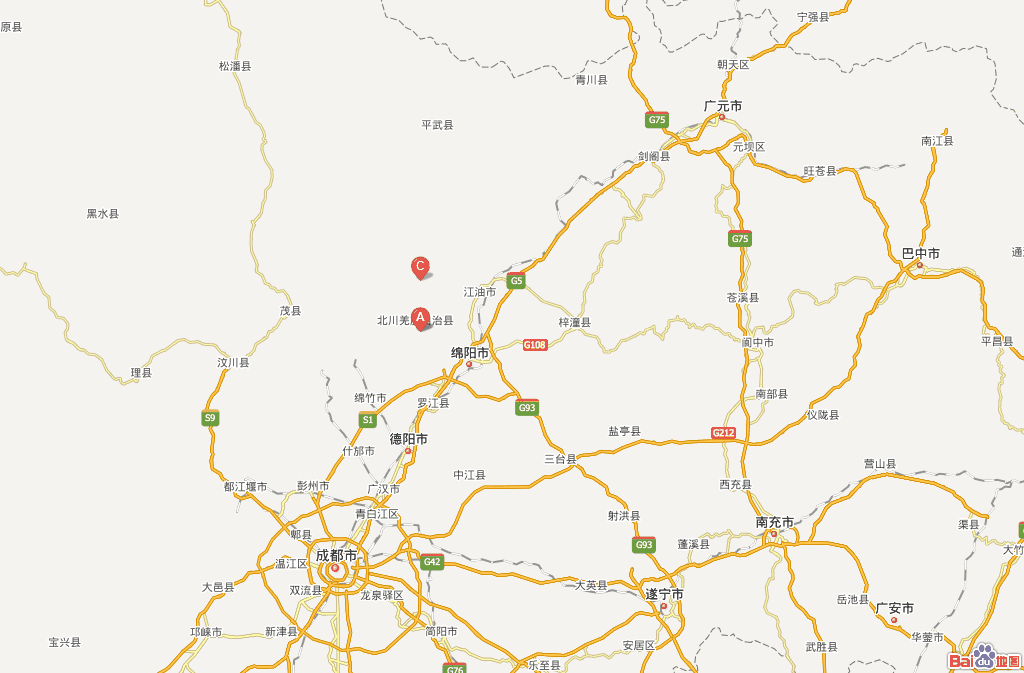 宁强县
原县
松潘县
朝天区
青川县
广元市
G75
平武县
南江县
元坝区
剑阁县
旺苍县
黑水县
G75
巴中市
C
G5
江油市
苍溪县
茂县
A
北川羌
治县
梓潼县
G108
阆中市
平昌县
绵阳市
汶川县
理县
南部县
绵竹市
罗江县
G93
仪陇县
S9
S1
盐亭县
G212
德阳市
什邡市
三台县
营山县
中江县
都江堰市
彭州市
广汉市
西充县
青白江区
射洪县
南充市
渠县
郫县
G93
蓬溪县
大竹
成都市
温江区
G42
大邑县
双流县
龙泉驿区
大英县
遂宁市
岳池县
广安市
邛崃市
新津县
简阳市
华蓥市
宝兴县
安居区
武胜县
乐至县
G76
Bai du 地图